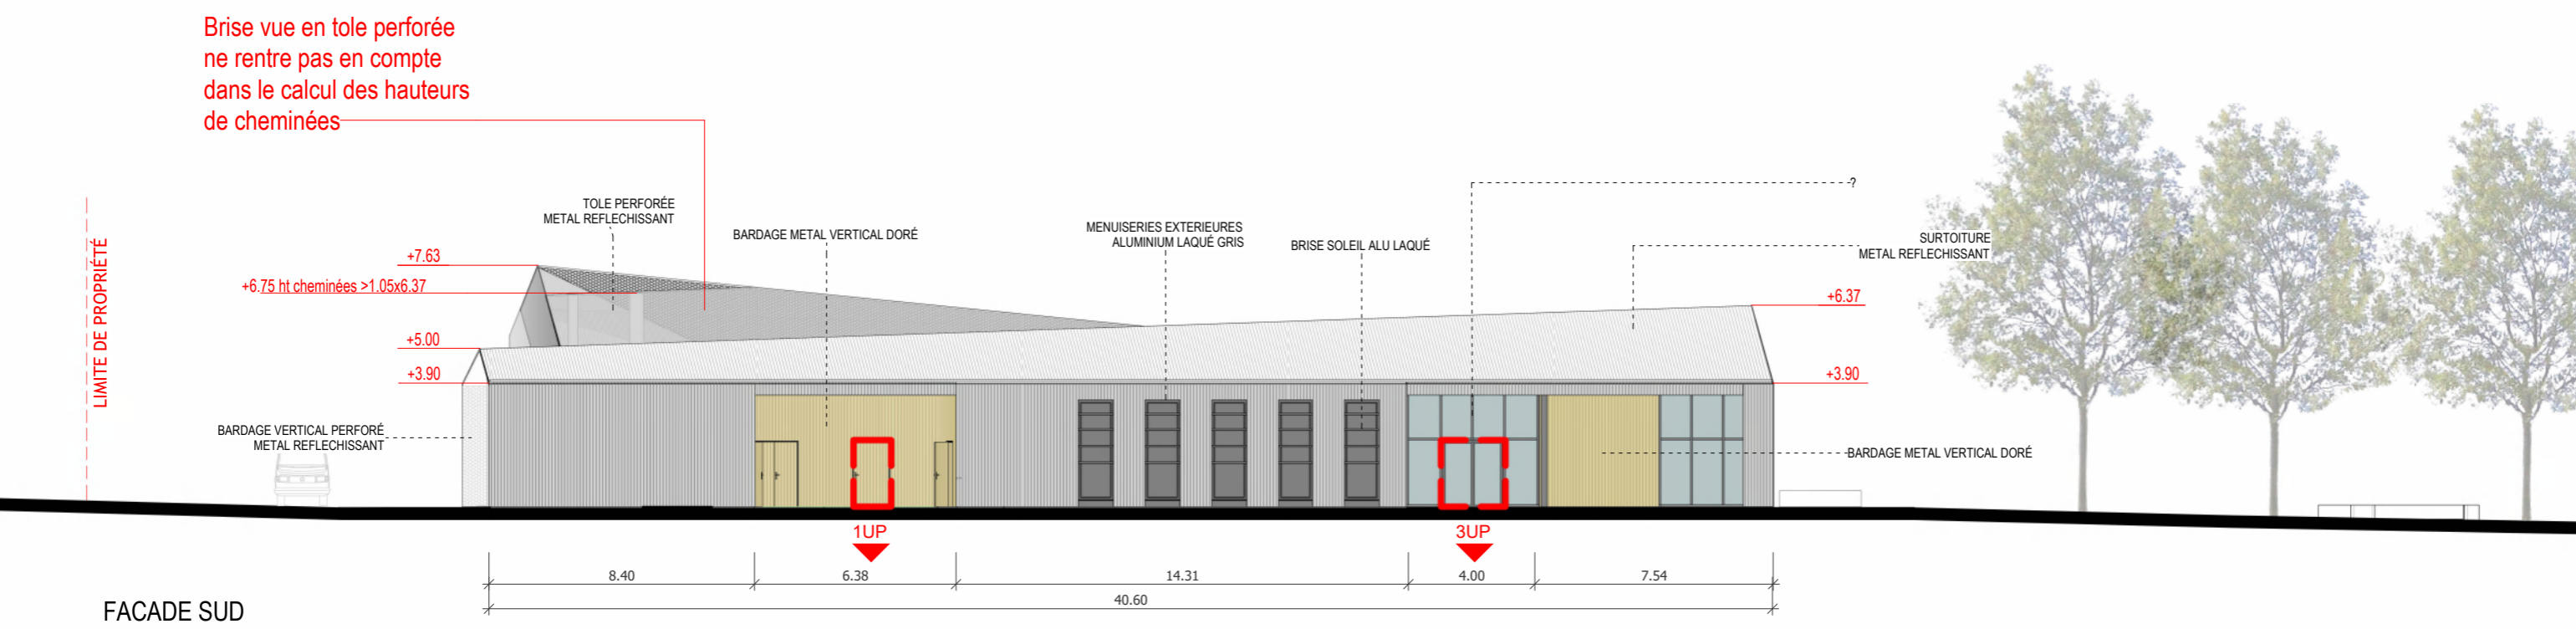 Brise vue en tole perforée
ne rentre pas en compte
dans le calcul des hauteurs
de cheminées
TOLE PERFORÉE
METAL REFLECHISSANT
BARDAGE METAL VERTICAL DORÉ
MENUISERIES EXTERIEURES
ALUMINIUM LAQUÉ GRIS
BRISE SOLEIL ALU LAQUÉ
?
SURTOITURE
METAL REFLECHISSANT
LIMITE DE PROPRIÉTÉ
+7.63
+6.75 ht cheminées >1.05x6.37
+6.37
+5.00
+3.90
+3.90
BARDAGE VERTICAL PERFORÉ
METAL REFLECHISSANT
BARDAGE METAL VERTICAL DORÉ
1UP
3UP
8.40
6.38
14.31
4.00
7.54
40.60
FACADE SUD